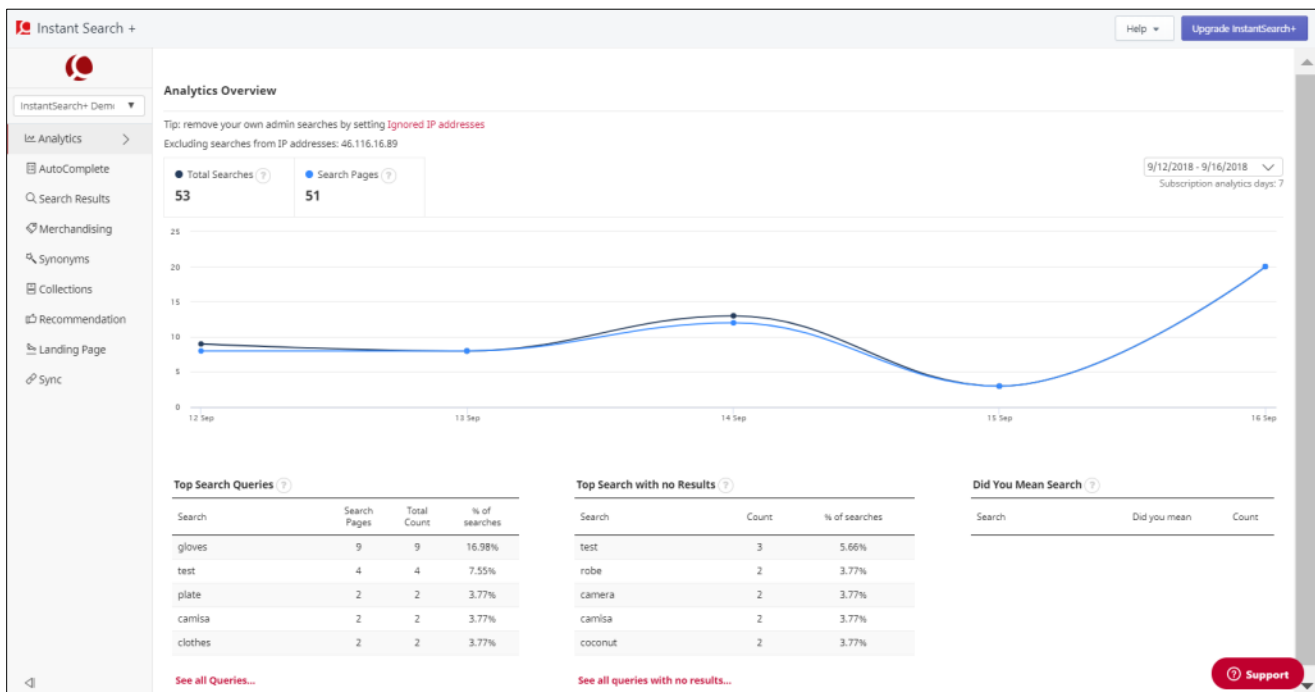 Instant Search +
Help
Upgrade InstantSearch+
InstantSearch+ Demo
Analytics
AutoComplete
Search Results
Merchandising
Synonyms
Collections
Recommendation
Landing Page
Sync
Analytics Overview
Tip: remove your own admin searches by setting Ignored IP addresses
Excluding searches from IP addresses: 46.116.16.89
Total Searches ?
53
Search Pages ?
51
9/12/2018 - 9/16/2018
Subscription analytics days: 7
25
20
15
10
5
0
12 Sep 13 Sep 14 Sep 15 Sep 16 Sep
Top Search Queries ?
Search Search Pages Total Count % of searches
gloves 9 9 16.98%
test 4 4 7.55%
plate 2 2 3.77%
camisa 2 2 3.77%
clothes 2 2 3.77%
See all Queries...
Top Search with no Results ?
Search Count % of searches
test 3 5.66%
robe 2 3.77%
camera 2 3.77%
camisa 2 3.77%
coconut 2 3.77%
See all queries with no results...
Did You Mean Search ?
Search Did you mean Count
? Support